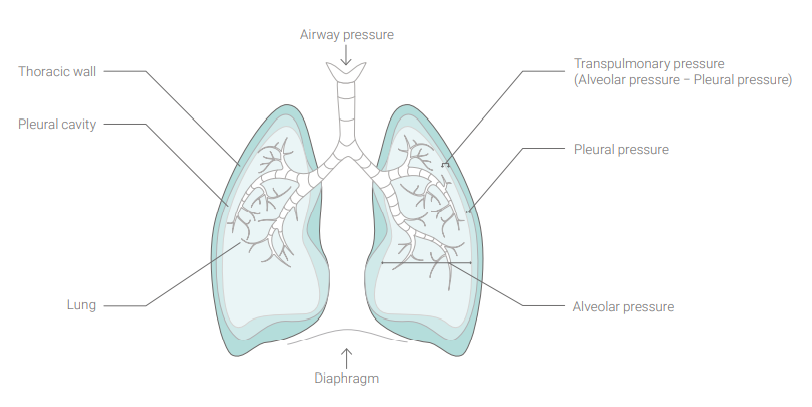 Airway pressure
Thoracic wall
Transpulmonary pressure
(Alveolar pressure – Pleural pressure)
Pleural cavity
Pleural pressure
Lung
Alveolar pressure
Diaphragm